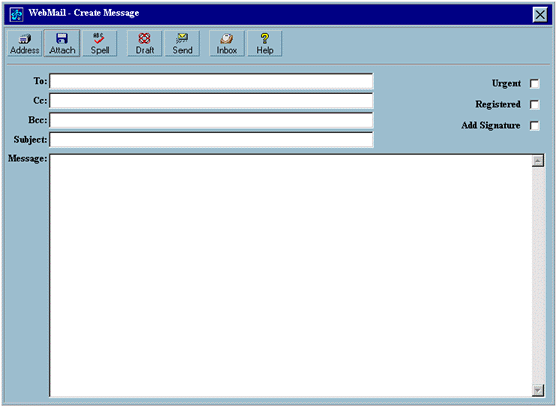 WebMail - Create Message
Address Attach Spell Draft Send Inbox Help
To:
Urgent
Cc:
Registered
Bcc:
Add Signature
Subject:
Message: